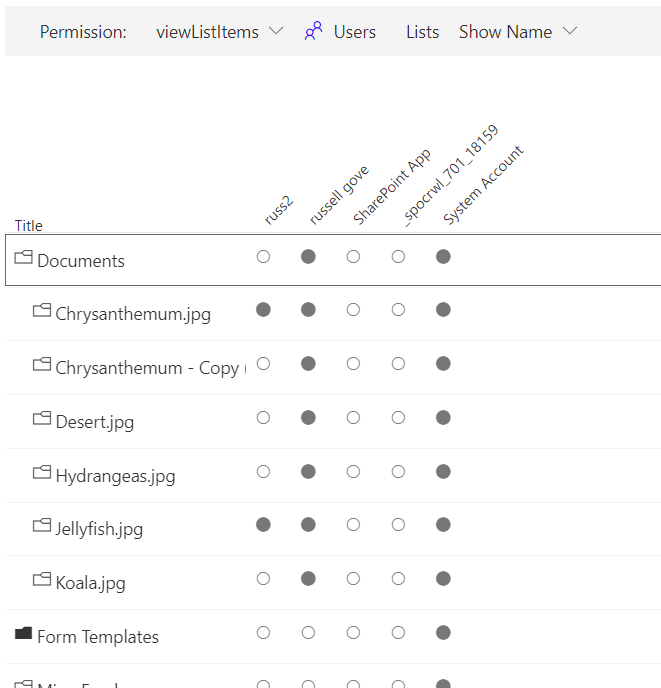 Permission: viewListItems Users Lists Show Name
russ2
russell gove
SharePoint App
_spocrwl_701_18159
System Account
Title
Documents
Chrysanthemum.jpg
Chrysanthemum - Copy
Desert.jpg
Hydrangeas.jpg
Jellyfish.jpg
Koala.jpg
Form Templates